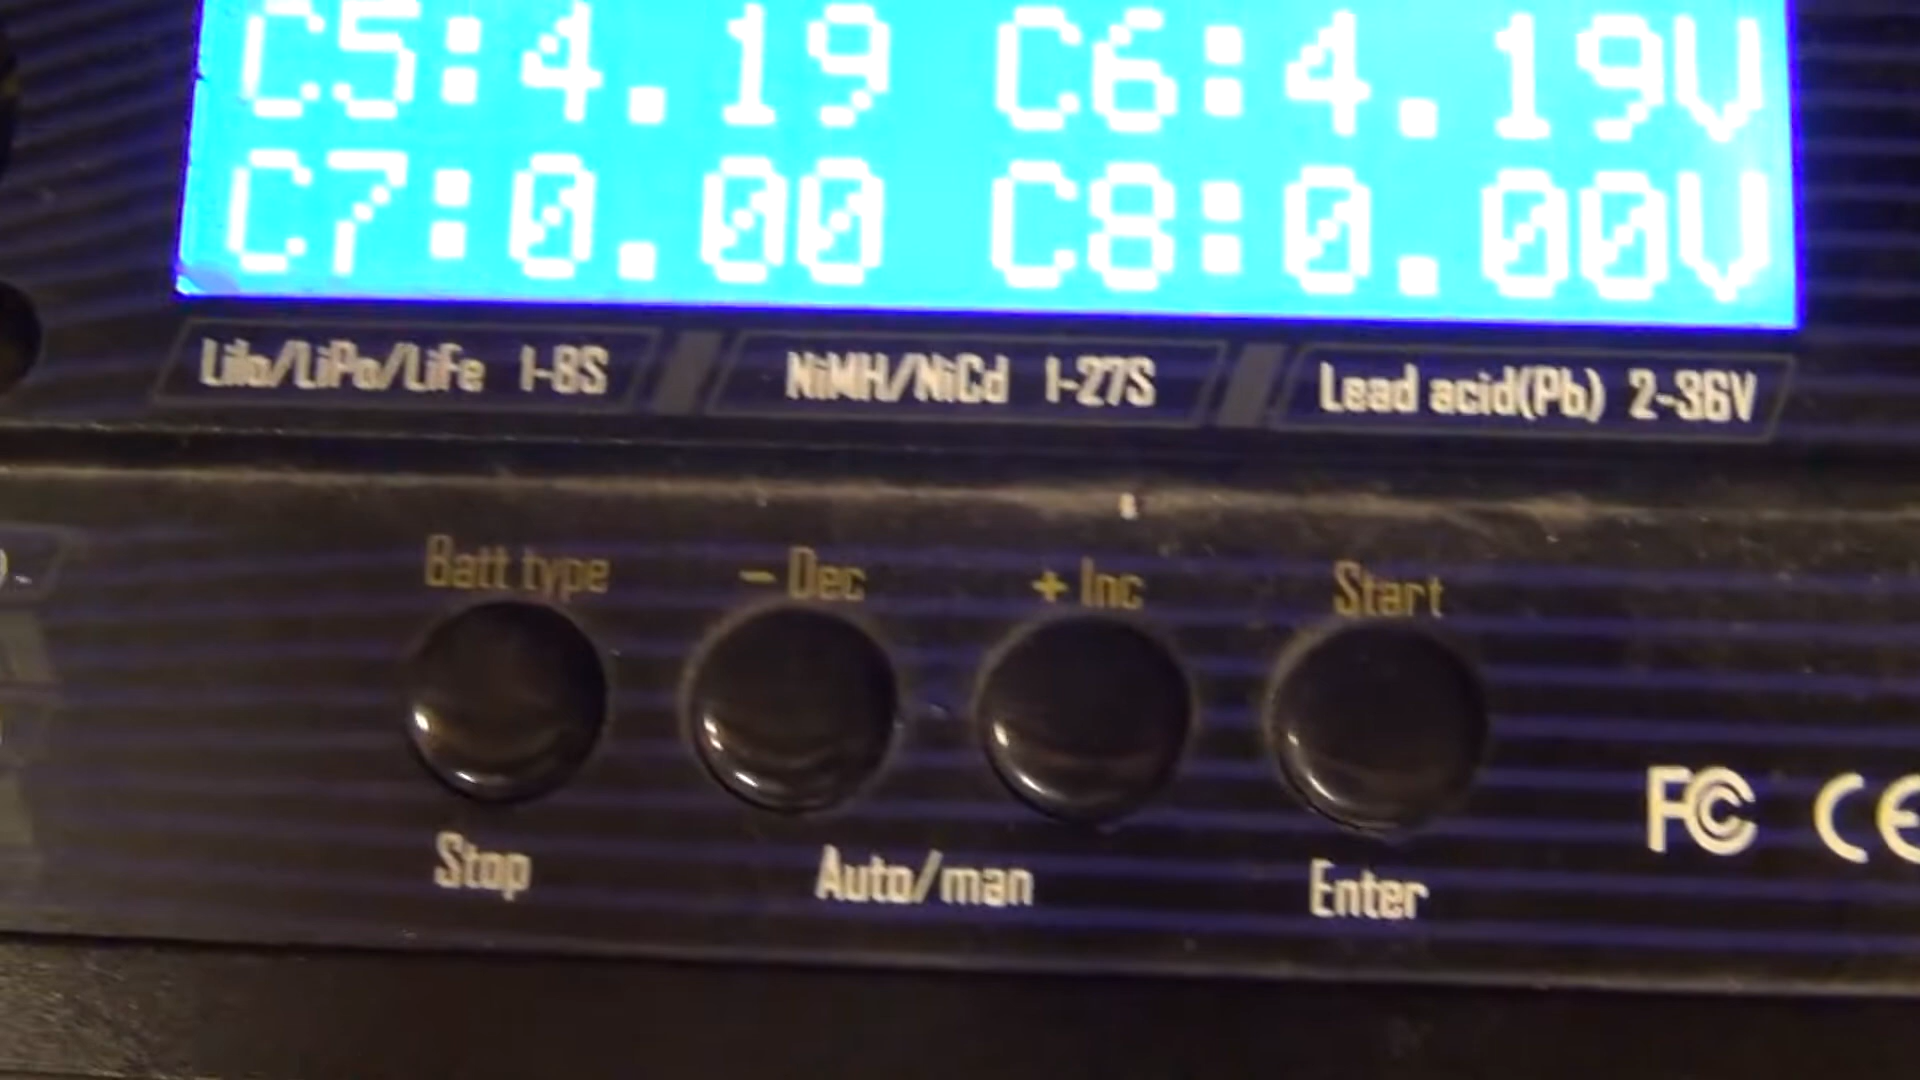 C5:4.19 C6:4.19V
C7:0.00 C8:0.00V
LiIo/LiPo/LiFe 1-8S NiMH/NiCd 1-27S Lead acid(Pb) 2-36V
Batt type - Dec + Inc Start
FC CE
Stop Auto/man Enter